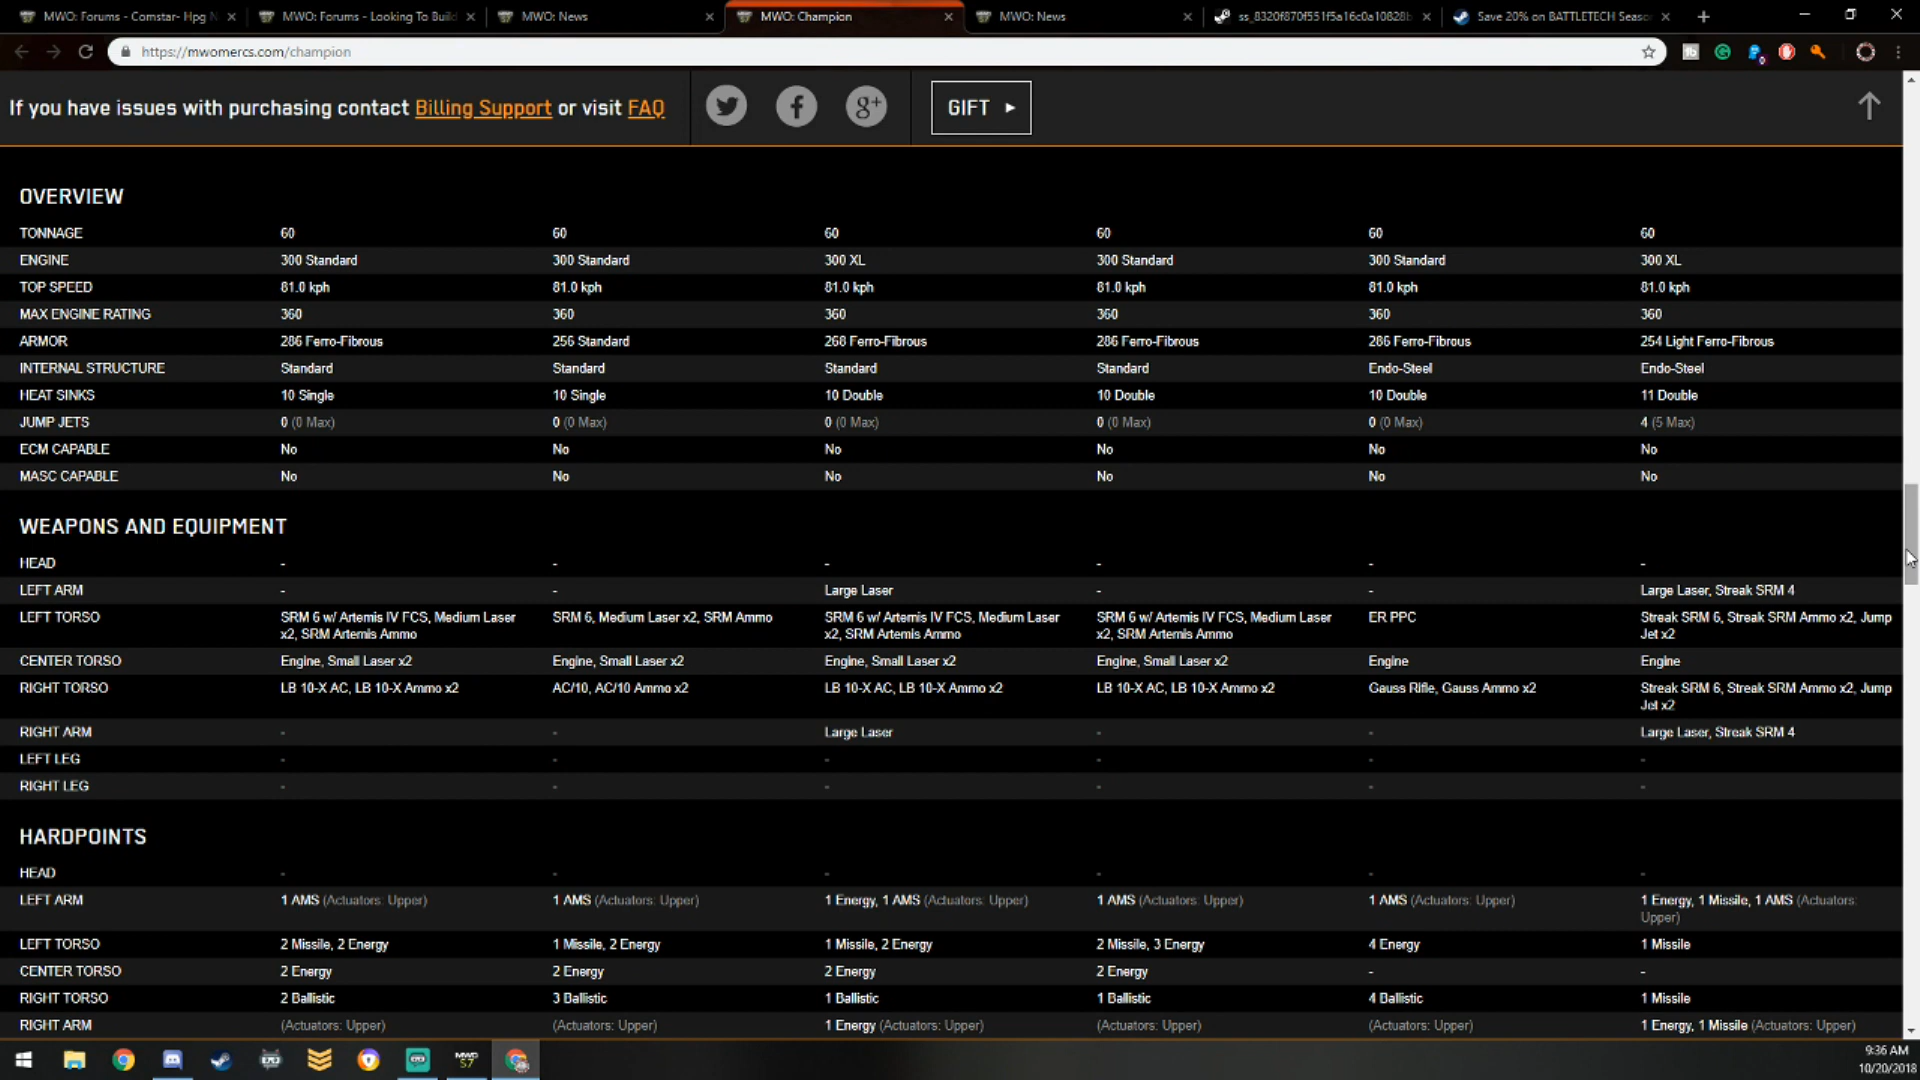 MWO: Forums - Comstar- Hpg N
MWO: Forums - Looking To Build
MWO: News
MWO: Champion
MWO: News
ss_8320f870f551f5a16c0a10828b
Save 20% on BATTLETECH Seaso
https://mwomercs.com/champion
If you have issues with purchasing contact Billing Support or visit FAQ
GIFT
OVERVIEW
TONNAGE 60 60 60 60 60 60
ENGINE 300 Standard 300 Standard 300 XL 300 Standard 300 Standard 300 XL
TOP SPEED 81.0 kph 81.0 kph 81.0 kph 81.0 kph 81.0 kph 81.0 kph
MAX ENGINE RATING 360 360 360 360 360 360
ARMOR 286 Ferro-Fibrous 256 Standard 268 Ferro-Fibrous 286 Ferro-Fibrous 286 Ferro-Fibrous 254 Light Ferro-Fibrous
INTERNAL STRUCTURE Standard Standard Standard Standard Endo-Steel Endo-Steel
HEAT SINKS 10 Single 10 Single 10 Double 10 Double 10 Double 11 Double
JUMP JETS 0 (0 Max) 0 (0 Max) 0 (0 Max) 0 (0 Max) 0 (0 Max) 4 (5 Max)
ECM CAPABLE No No No No No No
MASC CAPABLE No No No No No No
WEAPONS AND EQUIPMENT
HEAD - - - - - -
LEFT ARM - - Large Laser - - Large Laser, Streak SRM 4
LEFT TORSO SRM 6 w/ Artemis IV FCS, Medium Laser SRM 6, Medium Laser x2, SRM Ammo SRM 6 w/ Artemis IV FCS, Medium Laser SRM 6 w/ Artemis IV FCS, Medium Laser ER PPC Streak SRM 6, Streak SRM Ammo x2, Jump
x2, SRM Artemis Ammo x2, SRM Artemis Ammo x2, SRM Artemis Ammo Jet x2
CENTER TORSO Engine, Small Laser x2 Engine, Small Laser x2 Engine, Small Laser x2 Engine, Small Laser x2 Engine Engine
RIGHT TORSO LB 10-X AC, LB 10-X Ammo x2 AC/10, AC/10 Ammo x2 LB 10-X AC, LB 10-X Ammo x2 LB 10-X AC, LB 10-X Ammo x2 Gauss Rifle, Gauss Ammo x2 Streak SRM 6, Streak SRM Ammo x2, Jump
Jet x2
RIGHT ARM - - Large Laser - - Large Laser, Streak SRM 4
LEFT LEG - - - - - -
RIGHT LEG - - - - - -
HARDPOINTS
HEAD - - - - - -
LEFT ARM 1 AMS (Actuators: Upper) 1 AMS (Actuators: Upper) 1 Energy, 1 AMS (Actuators: Upper) 1 AMS (Actuators: Upper) 1 AMS (Actuators: Upper) 1 Energy, 1 Missile, 1 AMS (Actuators:
Upper)
LEFT TORSO 2 Missile, 2 Energy 1 Missile, 2 Energy 1 Missile, 2 Energy 2 Missile, 3 Energy 4 Energy 1 Missile
CENTER TORSO 2 Energy 2 Energy 2 Energy 2 Energy - -
RIGHT TORSO 2 Ballistic 3 Ballistic 1 Ballistic 1 Ballistic 4 Ballistic 1 Missile
RIGHT ARM (Actuators: Upper) (Actuators: Upper) 1 Energy (Actuators: Upper) (Actuators: Upper) (Actuators: Upper) 1 Energy, 1 Missile (Actuators: Upper)
9:36 AM
10/20/2018